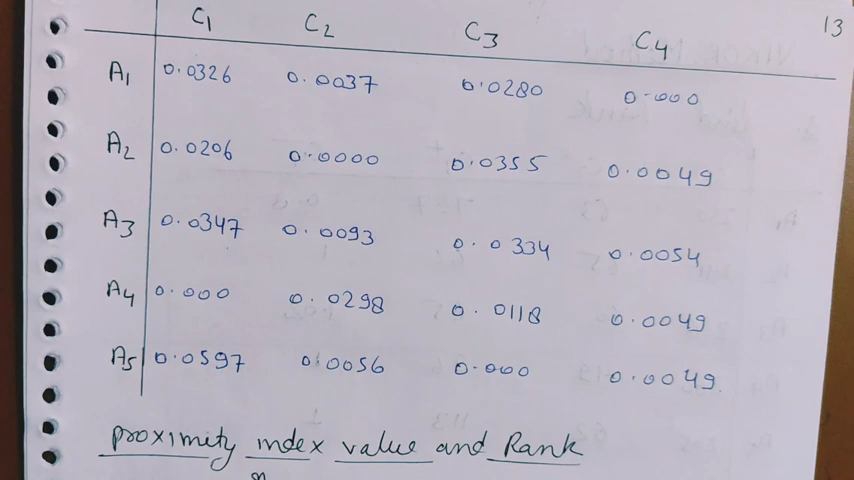 13
C1 C2 C3 C4
A1 0.0326 0.0037 0.0280 0.000
A2 0.0206 0.0000 0.0355 0.0049
A3 0.0347 0.0093 0.0334 0.0054
A4 0.000 0.0298 0.0118 0.0049
A5 0.0597 0.0056 0.000 0.0049
proximity index value and Rank